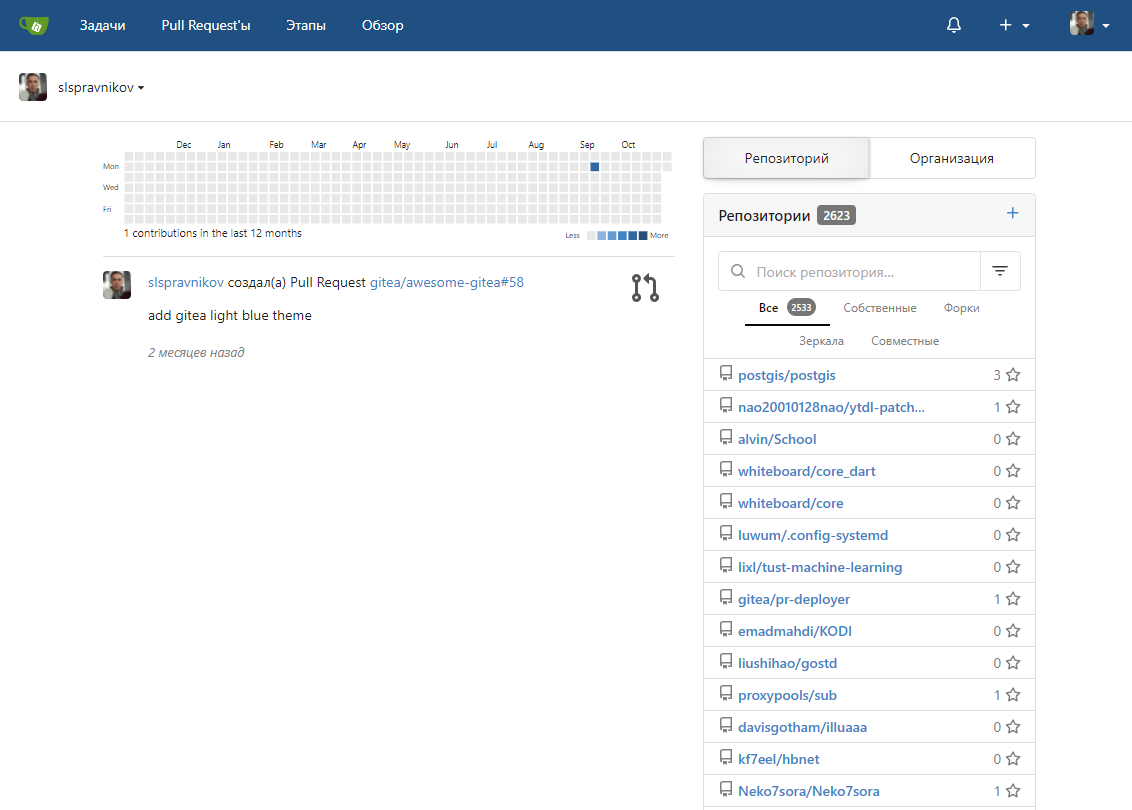 Задачи Pull Request'ы Этапы Обзор
slspravnikov
Dec Jan Feb Mar Apr May Jun Jul Aug Sep Oct
Mon
Wed
Fri
1 contributions in the last 12 months
Less More
slspravnikov создал(а) Pull Request gitea/awesome-gitea#58
add gitea light blue theme
2 месяцев назад
Репозиторий Организация
Репозитории 2623
Поиск репозитория...
Все 2533 Собственные Форки
Зеркала Совместные
postgis/postgis 3
nao20010128nao/ytdl-patch... 1
alvin/School 0
whiteboard/core_dart 0
whiteboard/core 0
luwum/.config-systemd 0
lixl/tust-machine-learning 0
gitea/pr-deployer 1
emadmahdi/KODI 0
liushihao/gostd 0
proxypools/sub 1
davisgotham/illuaaa 0
kf7eel/hbnet 0
Neko7sora/Neko7sora 1